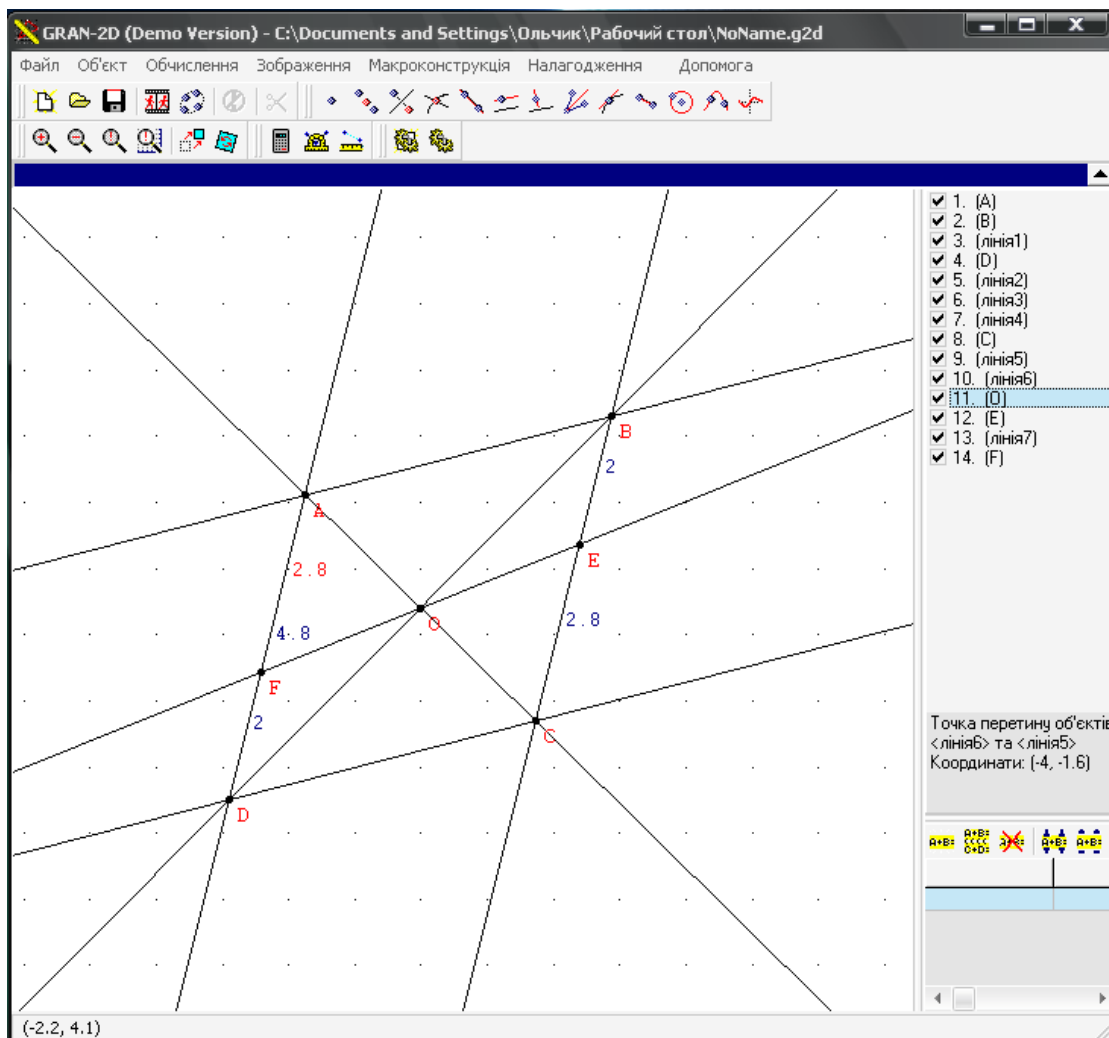 GRAN-2D (Demo Version) - C:\Documents and Settings\Ольчик\Рабочий стол\NoName.g2d
Файл Об'єкт Обчислення Зображення Макроконструкція Налагодження Допомога
1. (A)
2. (B)
3. (лінія1)
4. (D)
5. (лінія2)
6. (лінія3)
7. (лінія4)
8. (C)
9. (лінія5)
10. (лінія6)
11. (O)
12. (E)
13. (лінія7)
14. (F)
B
2
A
E
2.8
2.8
O
4.8
F
2
C
D
Точка перетину об'єктів
<лінія6> та <лінія5>
Координати: (-4, -1.6)
(-2.2, 4.1)